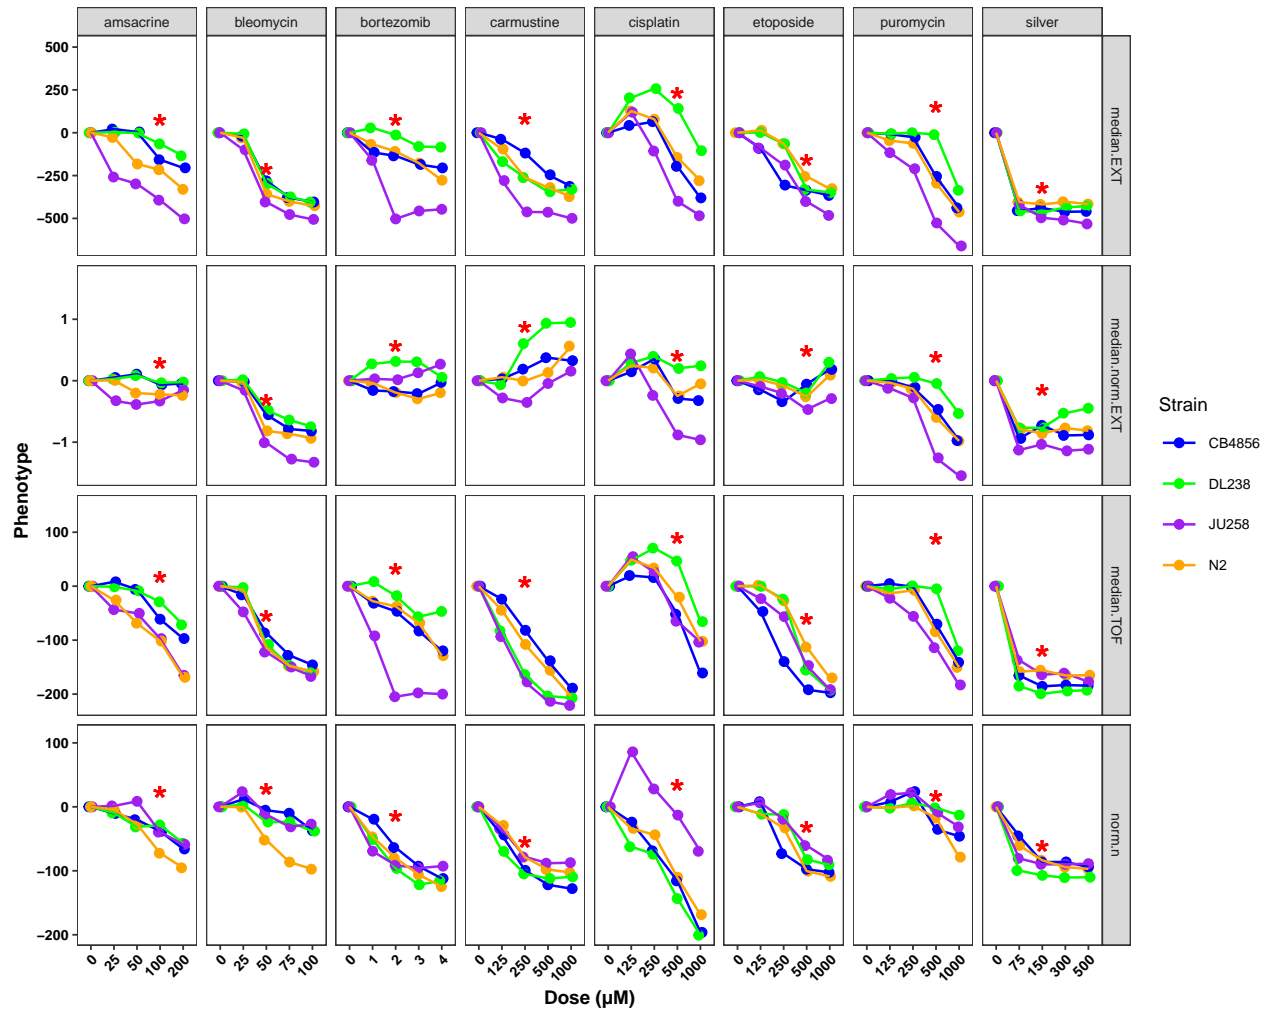 amsacrine bleomycin bortezomib carmustine cisplatin etoposide puromycin silver
500
250
0
−250
−500
median.EXT
*
*
*
*
*
*
*
*
1
0
−1
median.norm.EXT
*
*
*
*
*
*
*
*
100
0
−100
−200
median.TOF
*
*
*
*
*
*
*
*
100
0
−100
−200
norm.n
*
*
*
*
*
*
*
*
Phenotype
0 25 50 100 200
0 25 50 75 100
0 1 2 3 4
0 125 250 500 1000
0 125 250 500 1000
0 125 250 500 1000
0 125 250 500 1000
0 75 150 300 500
Dose (µM)
Strain
CB4856
DL238
JU258
N2